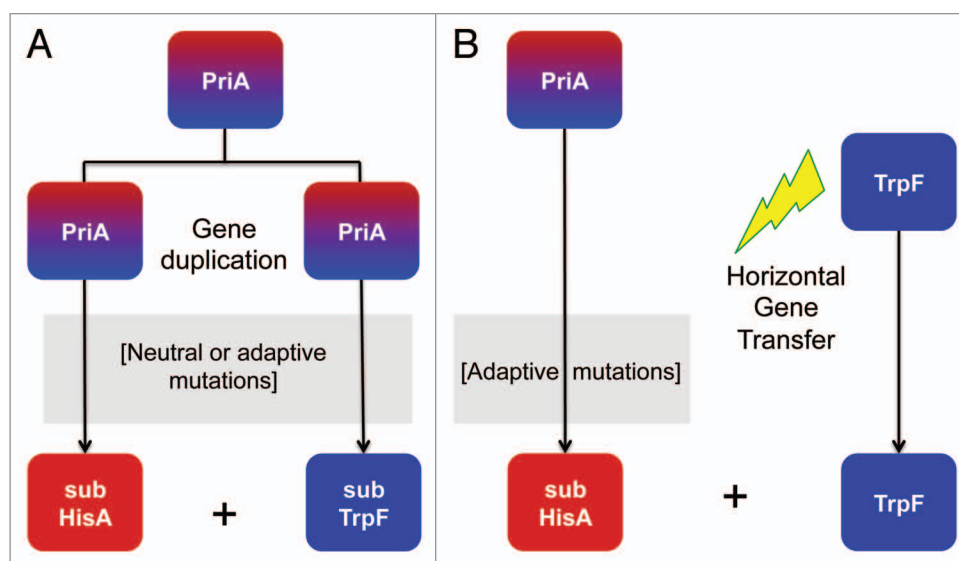 A
PriA
PriA
Gene
duplication
PriA
[Neutral or adaptive
mutations]
sub
HisA
+
sub
TrpF
B
PriA
TrpF
Horizontal
Gene
Transfer
[Adaptive mutations]
sub
HisA
+
TrpF